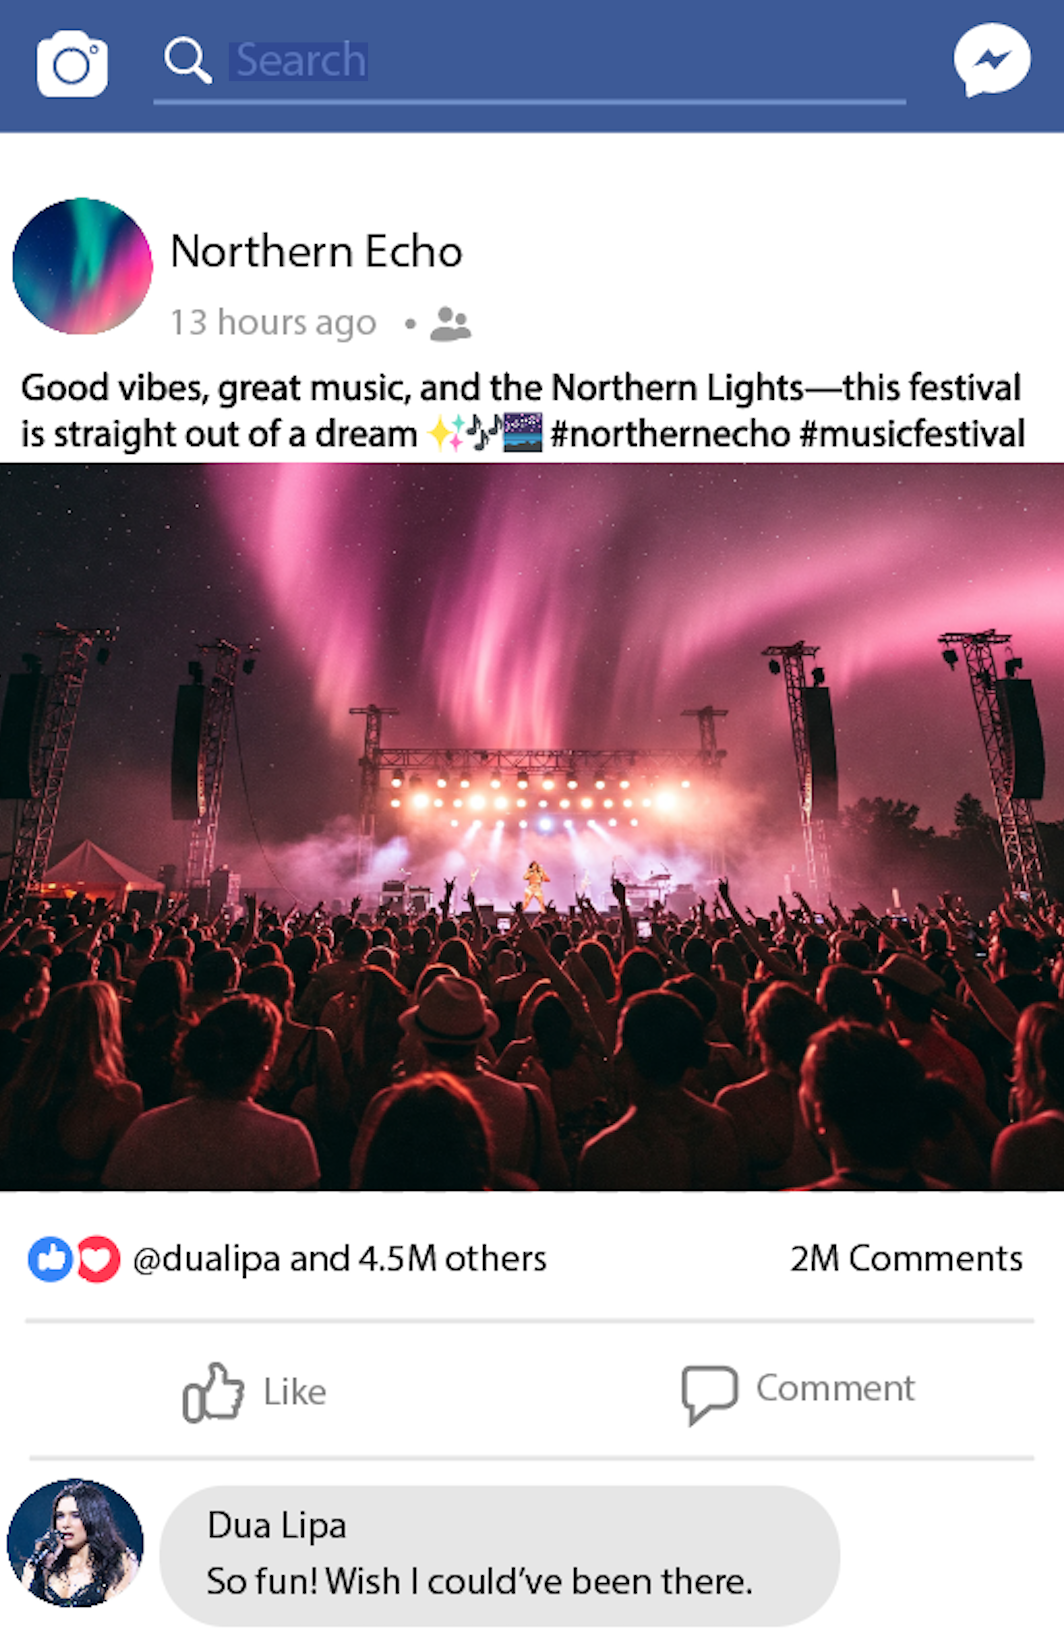 Search
Northern Echo
13 hours ago •
Good vibes, great music, and the Northern Lights—this festival
is straight out of a dream ✨🎶🌌 #northernecho #musicfestival
@dualipa and 4.5M others
2M Comments
Like
Comment
Dua Lipa
So fun! Wish I could’ve been there.